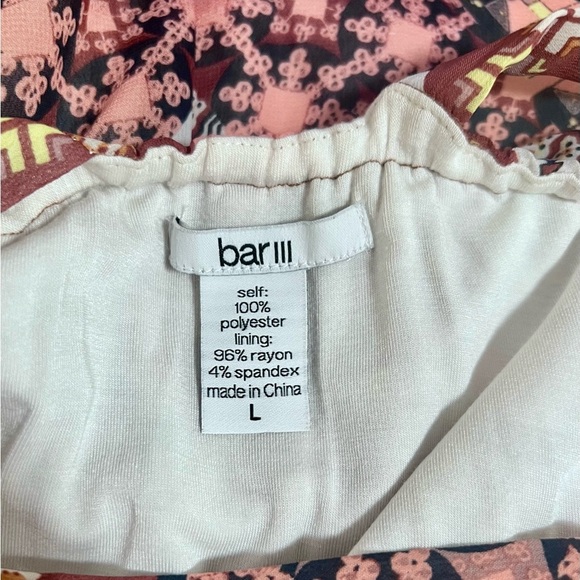 bar III
self:
100%
polyester
lining:
96% rayon
4% spandex
made in China
L